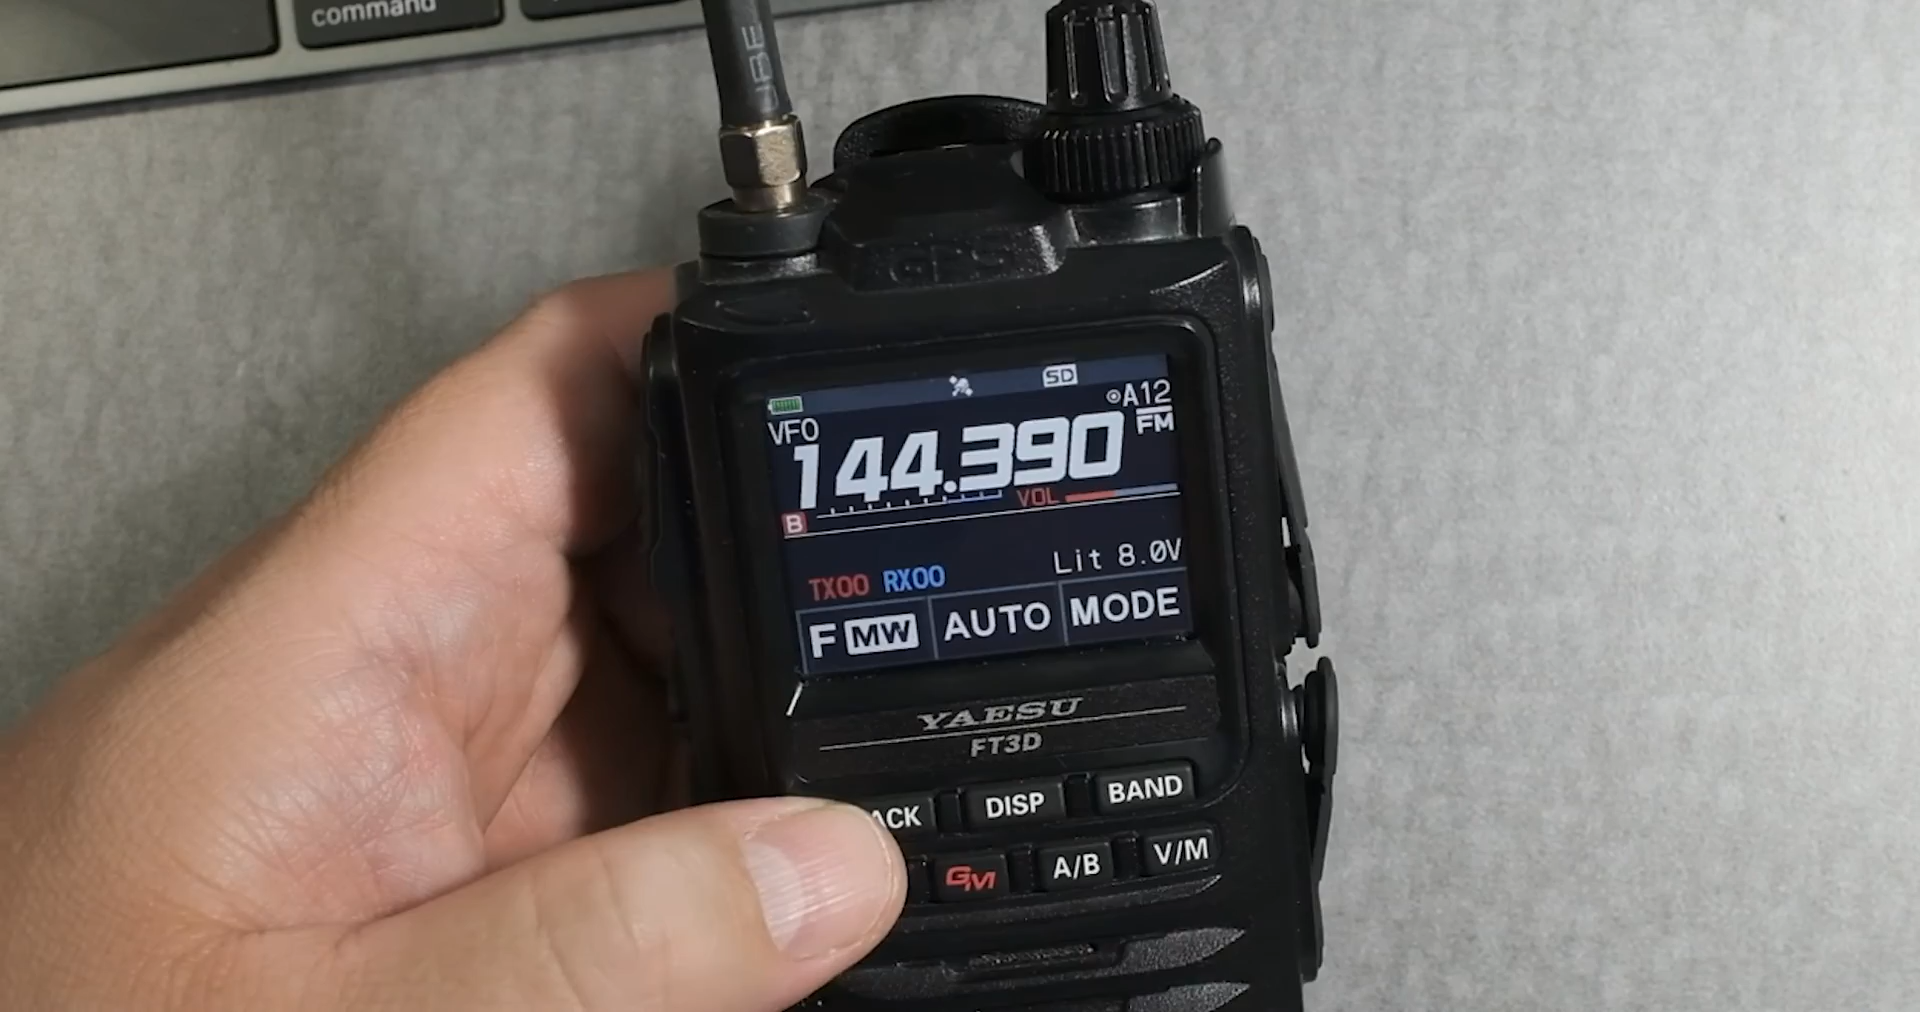 command
UBE
GPS
SD
A12
VFO
144.390
FM
VOL
B
Lit 8.0V
TX00 RX00
F MW AUTO MODE
YAESU
FT3D
ACK DISP BAND
GM A/B V/M